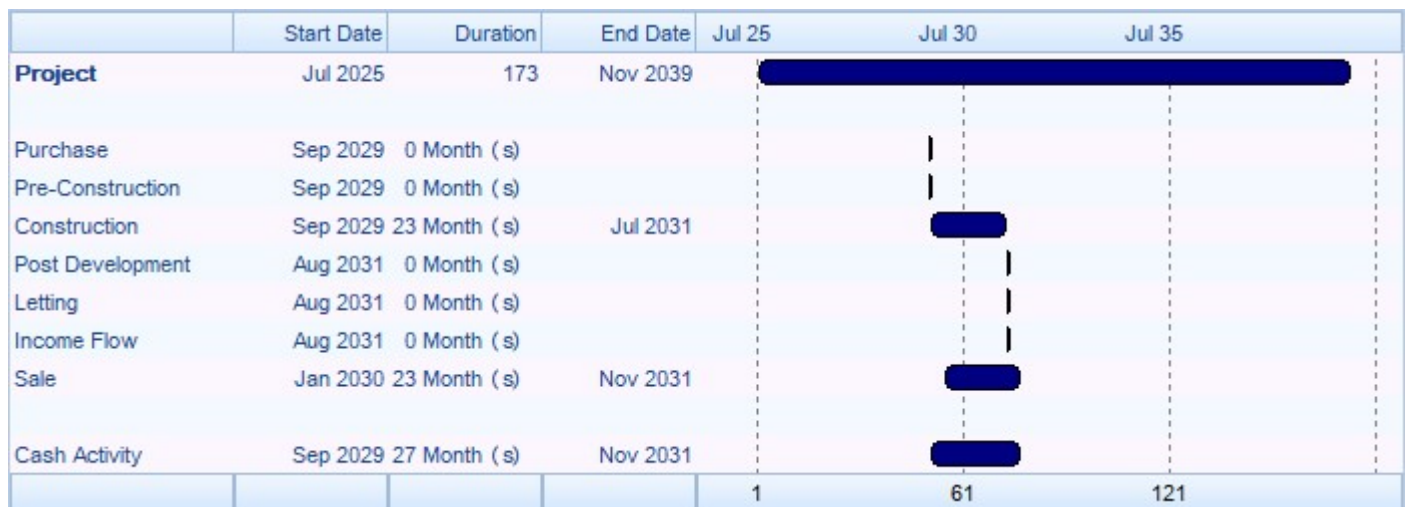 Start Date Duration End Date Jul 25 Jul 30 Jul 35
Project Jul 2025 173 Nov 2039
Purchase Sep 2029 0 Month (s)
Pre-Construction Sep 2029 0 Month (s)
Construction Sep 2029 23 Month (s) Jul 2031
Post Development Aug 2031 0 Month (s)
Letting Aug 2031 0 Month (s)
Income Flow Aug 2031 0 Month (s)
Sale Jan 2030 23 Month (s) Nov 2031
Cash Activity Sep 2029 27 Month (s) Nov 2031
1 61 121